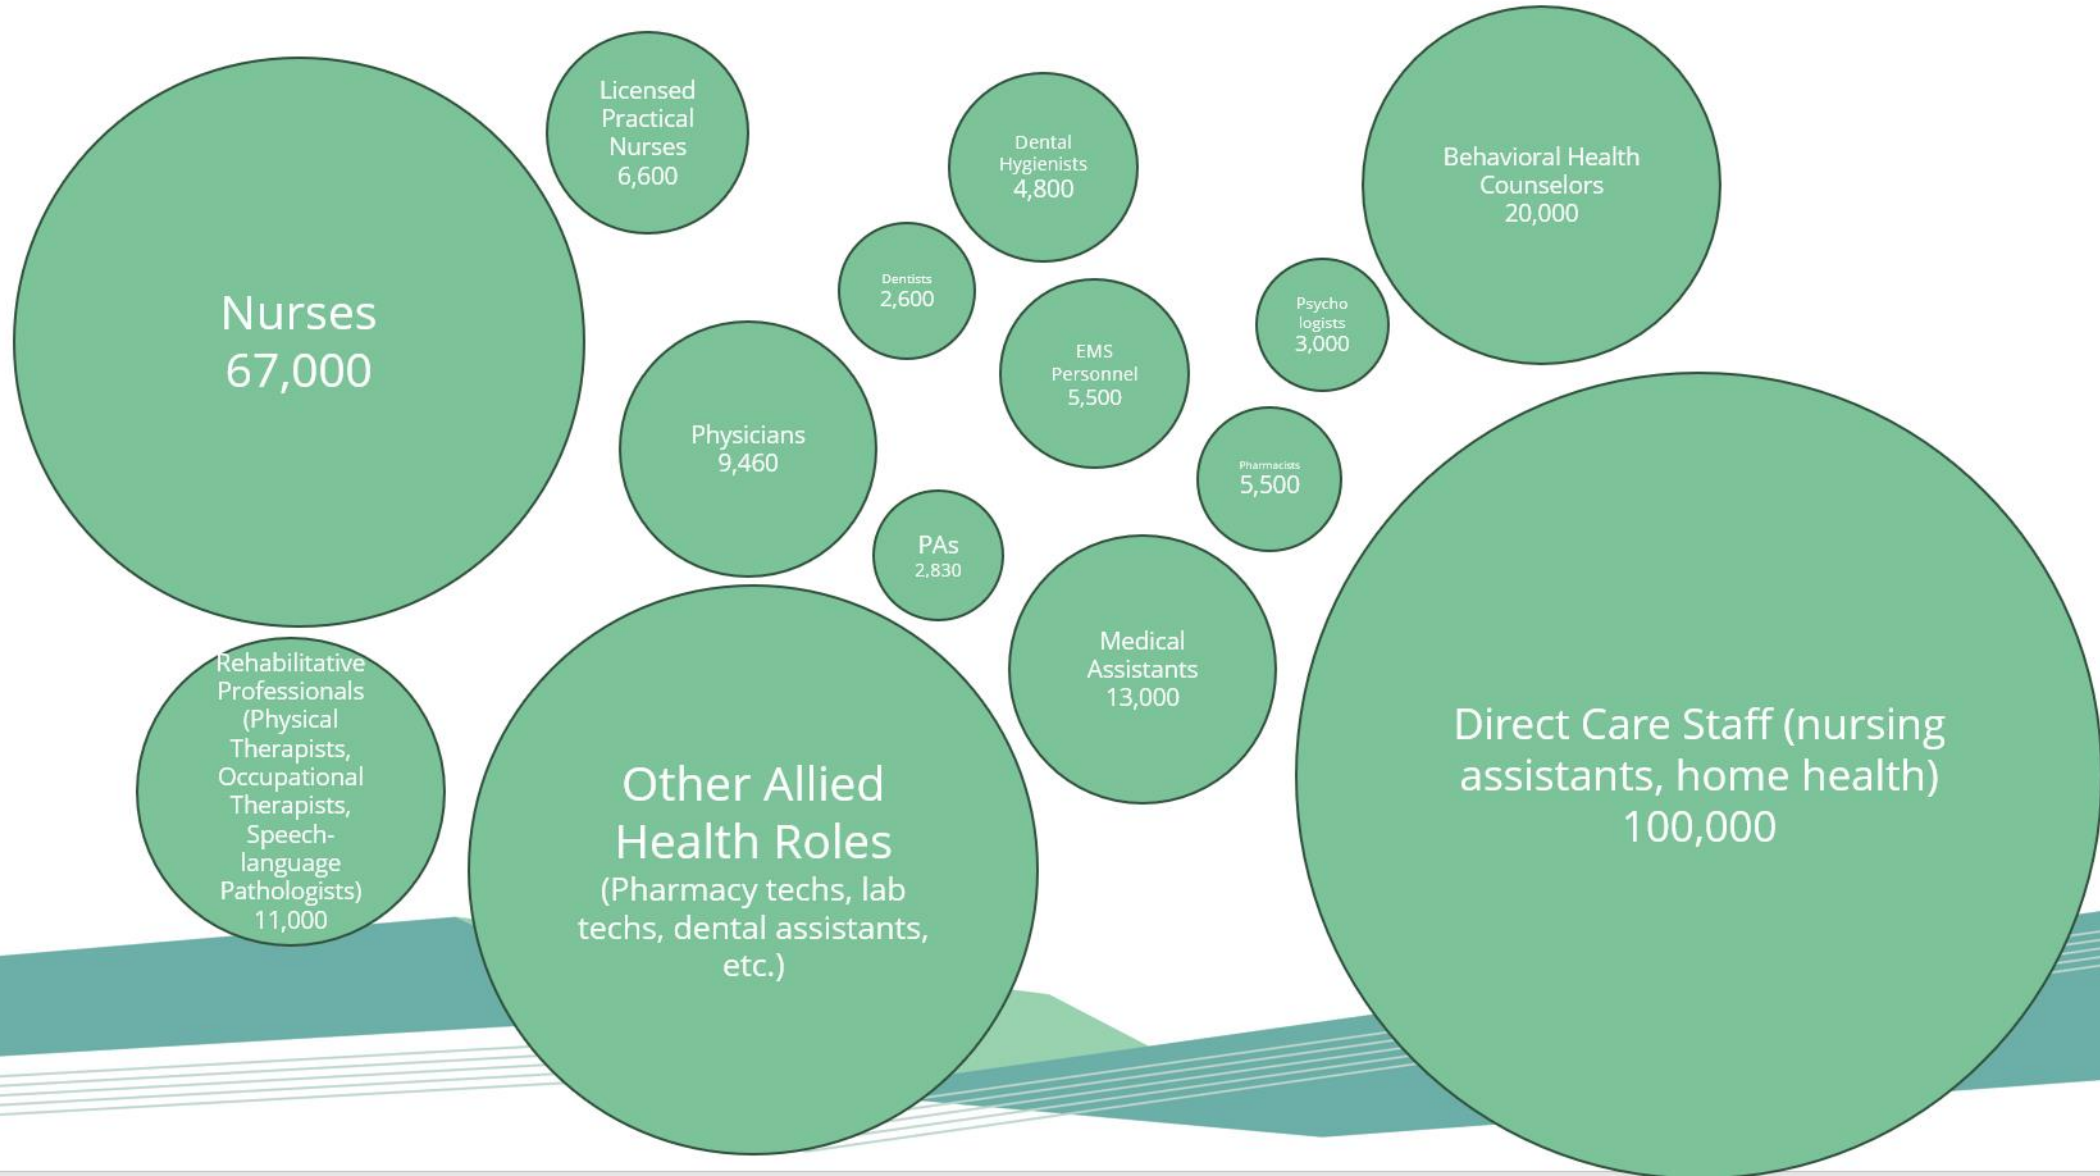 Licensed
Practical
Nurses
6,600
Dental
Hygienists
4,800
Behavioral Health
Counselors
20,000
Nurses
67,000
Dentists
2,600
Psycho
logists
3,000
EMS
Personnel
5,500
Physicians
9,460
Pharmacists
5,500
PAs
2,830
Medical
Assistants
13,000
Rehabilitative
Professionals
(Physical
Therapists,
Occupational
Therapists,
Speech-
language
Pathologists)
11,000
Other Allied
Health Roles
(Pharmacy techs, lab
techs, dental assistants,
etc.)
Direct Care Staff (nursing
assistants, home health)
100,000